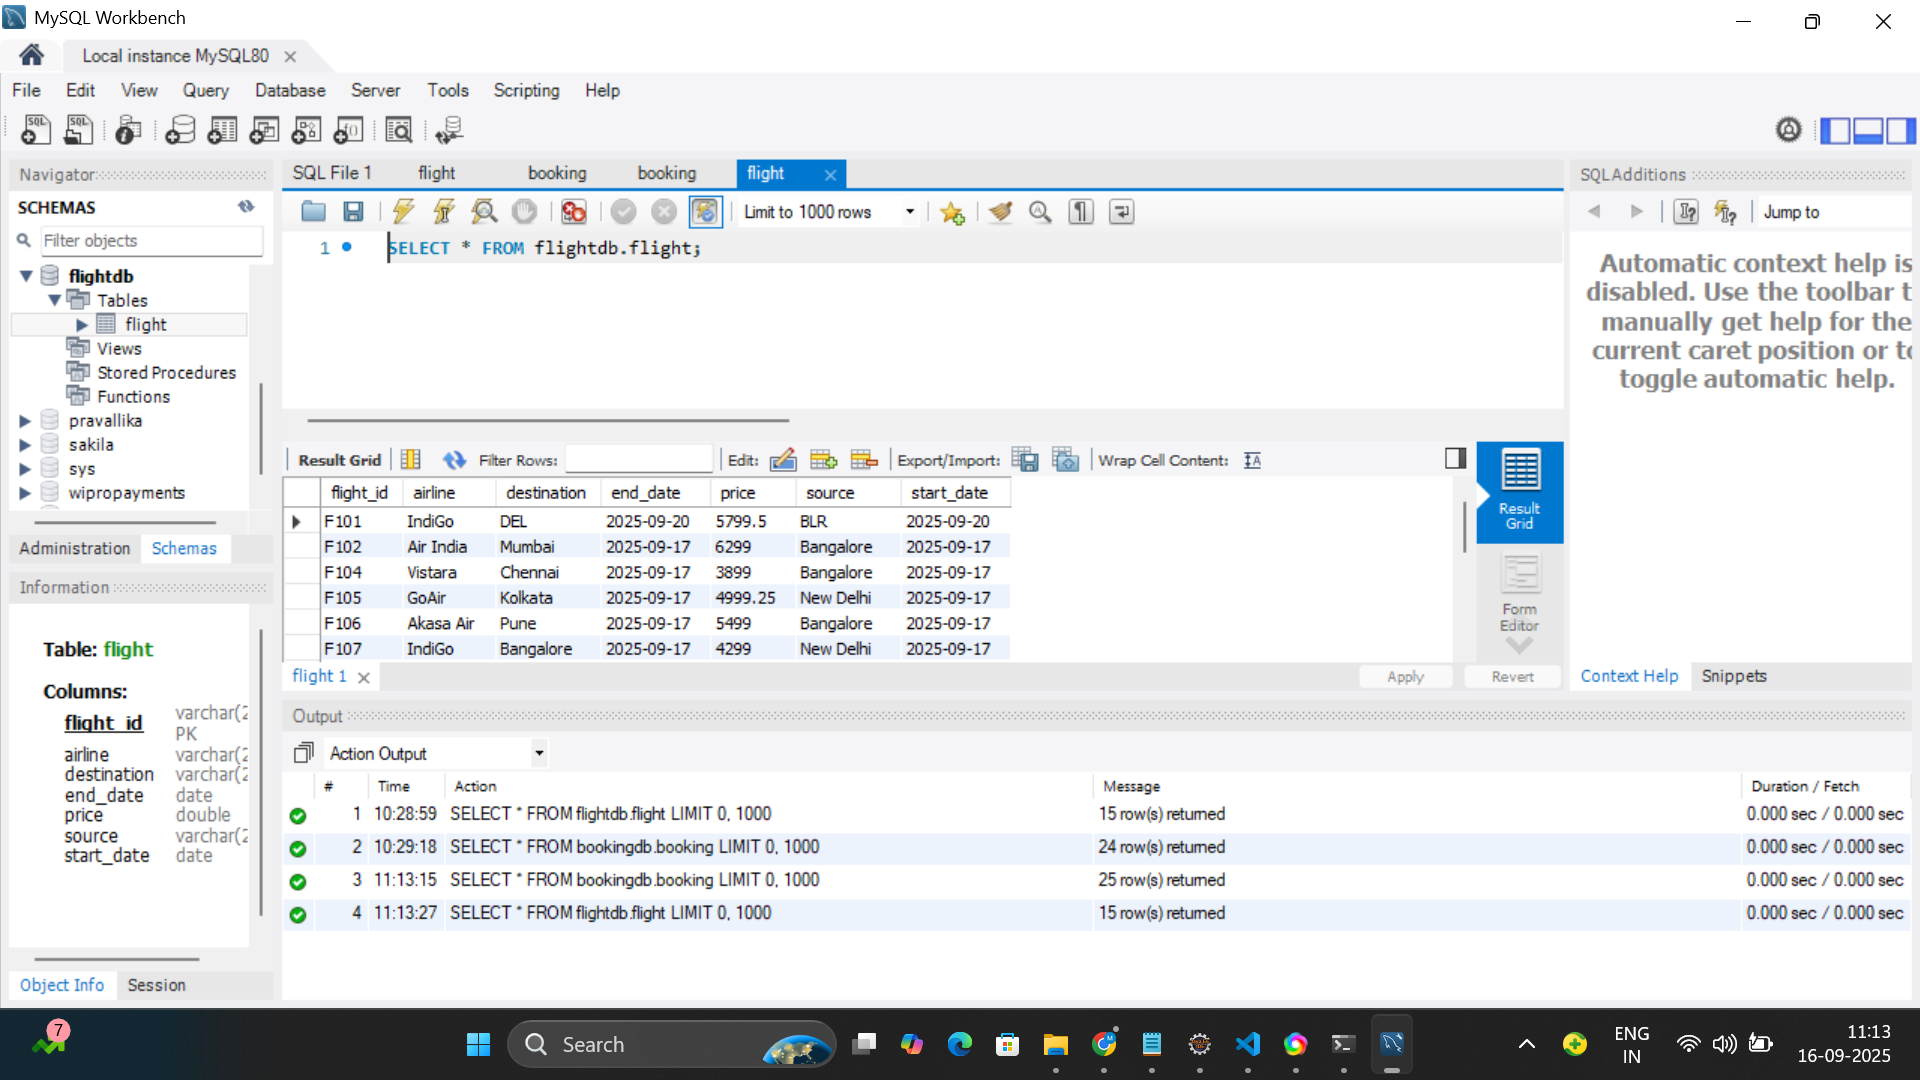 MySQL Workbench
Local instance MySQL80
File Edit View Query Database Server Tools Scripting Help
Navigator
SCHEMAS
Filter objects
flightdb
Tables
flight
Views
Stored Procedures
Functions
pravallika
sakila
sys
wipropayments
Administration Schemas
Information
Table: flight
Columns:
flight_id varchar(2
PK
airline varchar(2
destination varchar(2
end_date date
price double
source varchar(2
start_date date
Object Info Session
SQL File 1 flight booking booking flight
Limit to 1000 rows
1 SELECT * FROM flightdb.flight;
Result Grid Filter Rows: Edit: Export/Import: Wrap Cell Content:
flight_id airline destination end_date price source start_date
F101 IndiGo DEL 2025-09-20 5799.5 BLR 2025-09-20
F102 Air India Mumbai 2025-09-17 6299 Bangalore 2025-09-17
F104 Vistara Chennai 2025-09-17 3899 Bangalore 2025-09-17
F105 GoAir Kolkata 2025-09-17 4999.25 New Delhi 2025-09-17
F106 Akasa Air Pune 2025-09-17 5499 Bangalore 2025-09-17
F107 IndiGo Bangalore 2025-09-17 4299 New Delhi 2025-09-17
Result
Grid
Form
Editor
flight 1 Apply Revert
SQLAdditions
Jump to
Automatic context help is
disabled. Use the toolbar t
manually get help for the
current caret position or to
toggle automatic help.
Context Help Snippets
Output
Action Output
# Time Action Message Duration / Fetch
1 10:28:59 SELECT * FROM flightdb.flight LIMIT 0, 1000 15 row(s) returned 0.000 sec / 0.000 sec
2 10:29:18 SELECT * FROM bookingdb.booking LIMIT 0, 1000 24 row(s) returned 0.000 sec / 0.000 sec
3 11:13:15 SELECT * FROM bookingdb.booking LIMIT 0, 1000 25 row(s) returned 0.000 sec / 0.000 sec
4 11:13:27 SELECT * FROM flightdb.flight LIMIT 0, 1000 15 row(s) returned 0.000 sec / 0.000 sec
7
Search
ENG
IN
11:13
16-09-2025